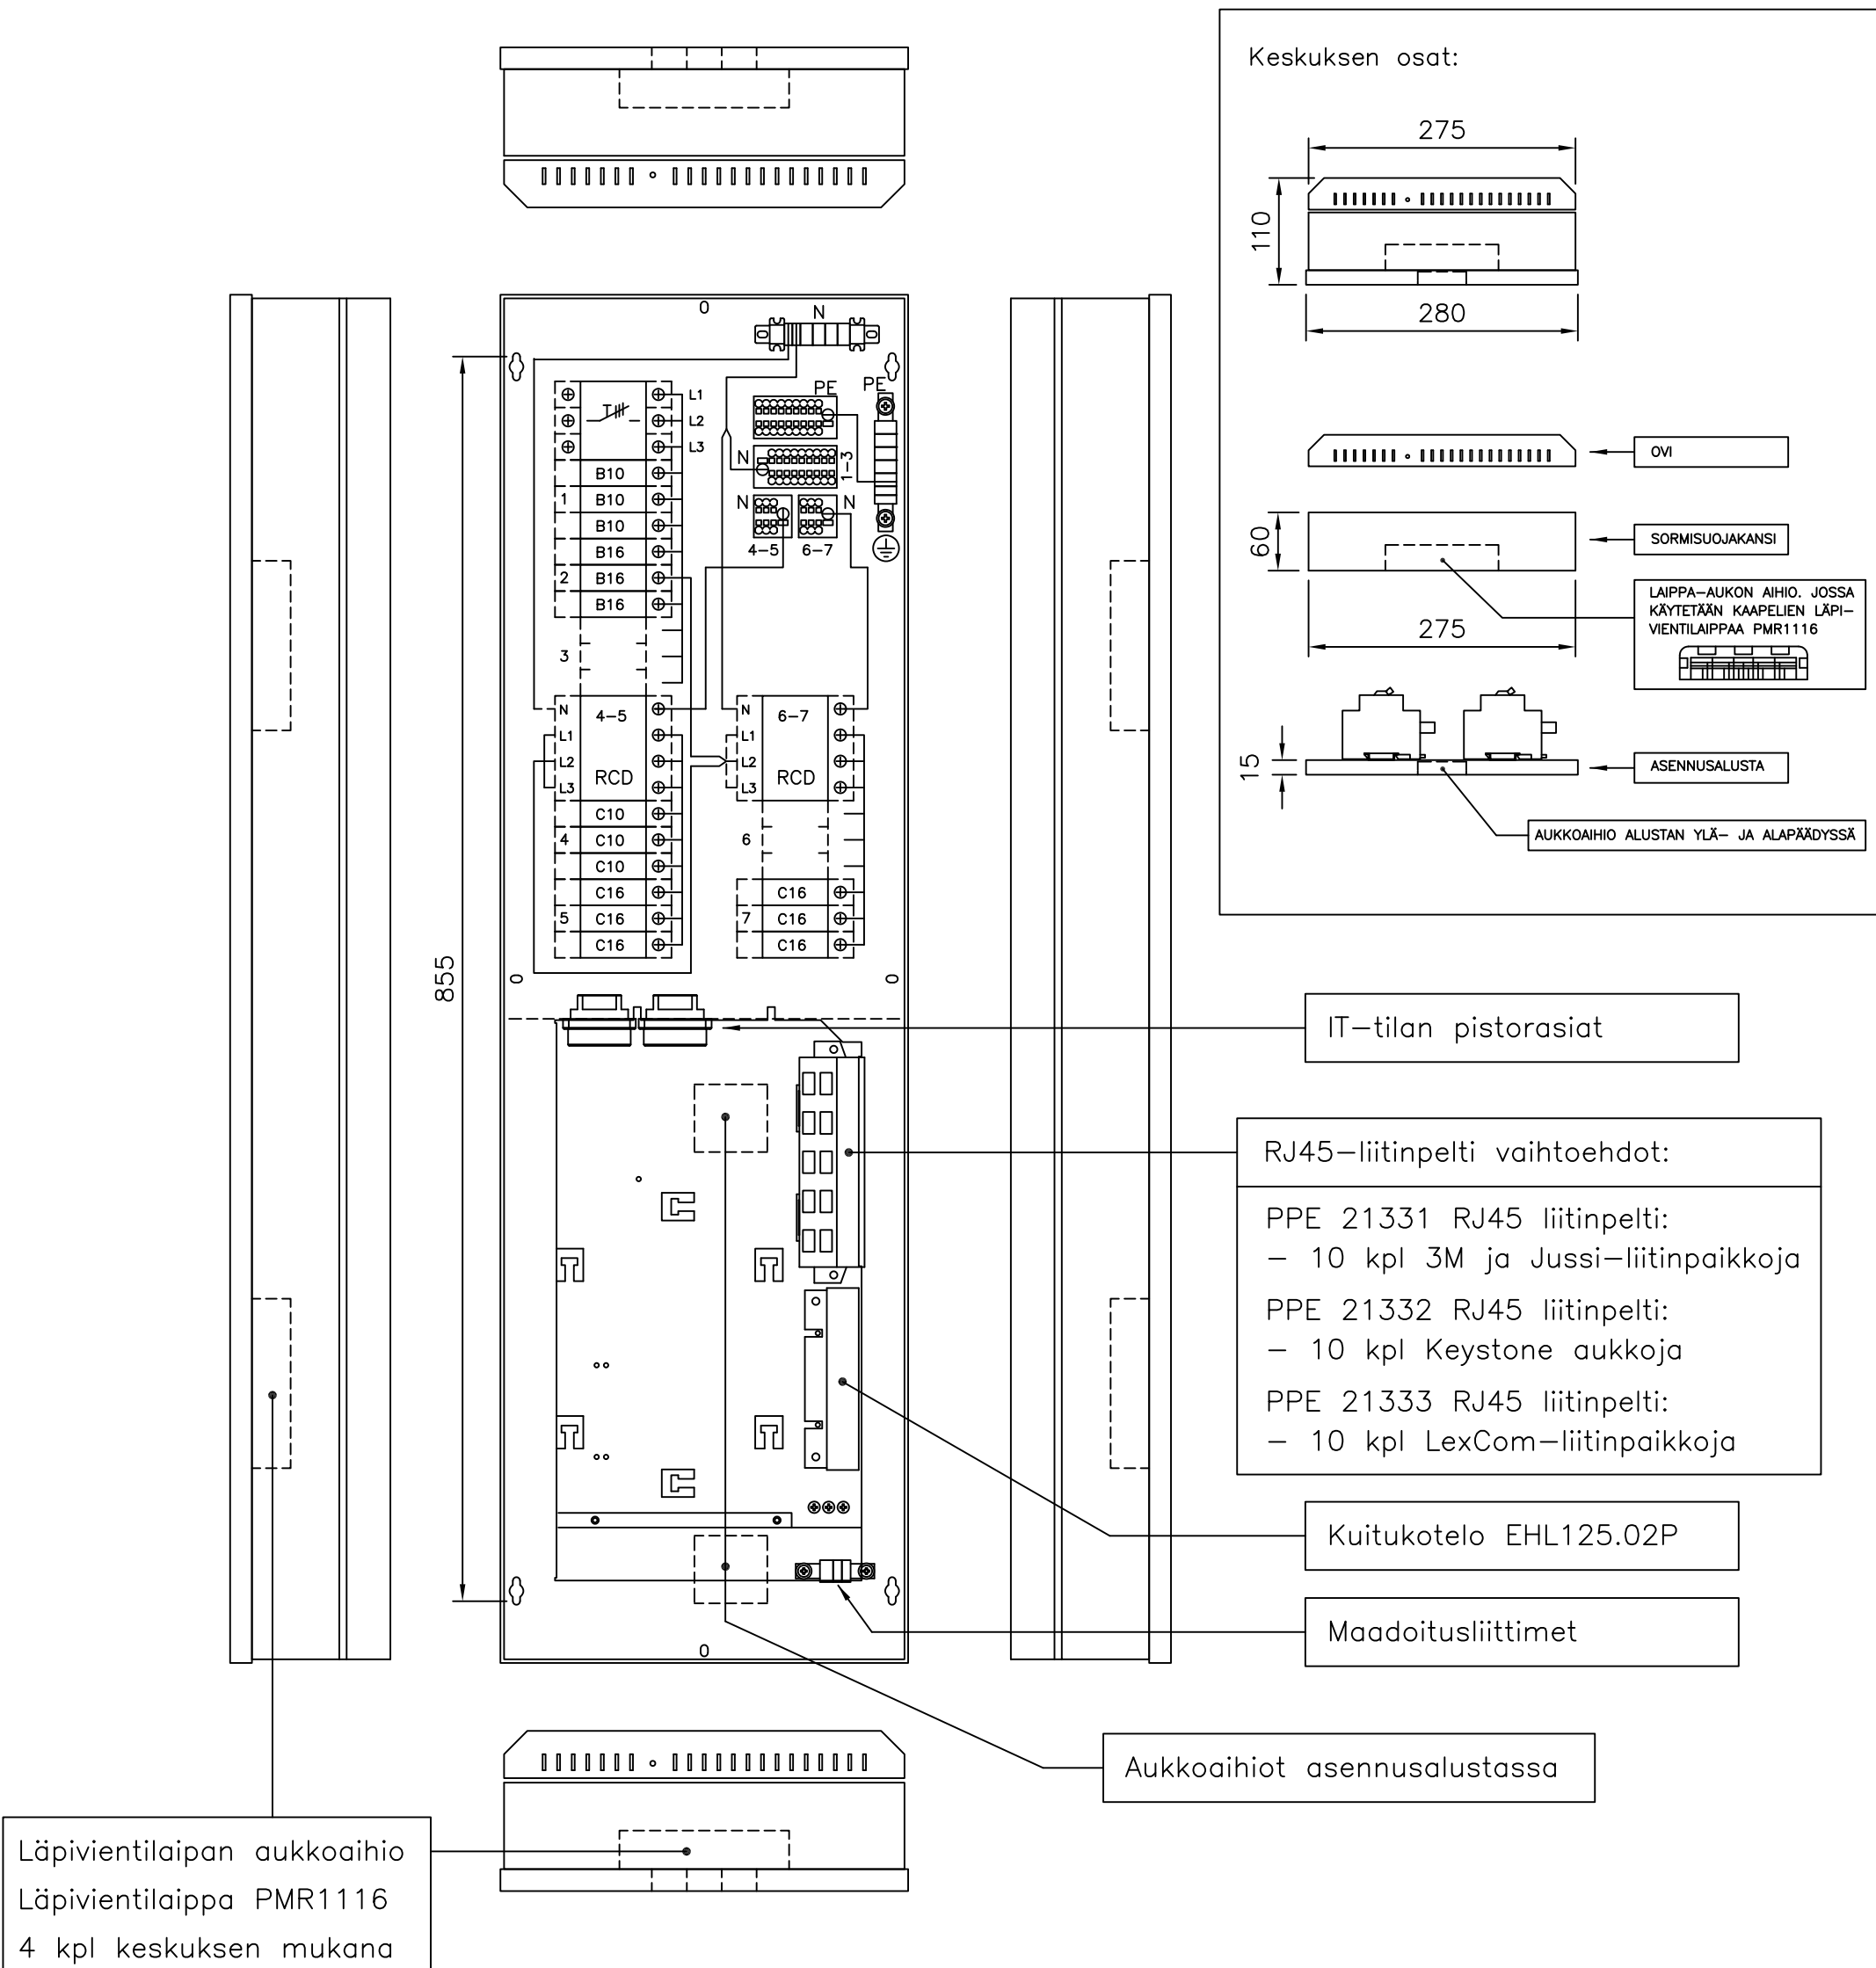 Keskuksen osat:
275
110
280
OVI
60
SORMISUOJAKANSI
LAIPPA-AUKON AIHIO. JOSSA
KÄYTETÄÄN KAAPELIEN LÄPI-
VIENTILAIPPAA PMR1116
275
15
ASENNUSALUSTA
AUKKOAIHIO ALUSTAN YLÄ- JA ALAPÄÄDYSSÄ
N
PE
PE
L1
L2
L3
T
N
1-3
N
N
4-5
6-7
B10
1
B10
B10
B16
2
B16
B16
3
N
4-5
L1
L2
RCD
L3
C10
4
C10
C10
C16
5
C16
C16
N
6-7
L1
L2
RCD
L3
6
C16
7
C16
C16
855
IT-tilan pistorasiat
RJ45-liitinpelti vaihtoehdot:
PPE 21331 RJ45 liitinpelti:
- 10 kpl 3M ja Jussi-liitinpaikkoja
PPE 21332 RJ45 liitinpelti:
- 10 kpl Keystone aukkoja
PPE 21333 RJ45 liitinpelti:
- 10 kpl LexCom-liitinpaikkoja
Kuitukotelo EHL125.02P
Maadoitusliittimet
Aukkoaihiot asennusalustassa
Läpivientilaipan aukkoaihio
Läpivientilaippa PMR1116
4 kpl keskuksen mukana